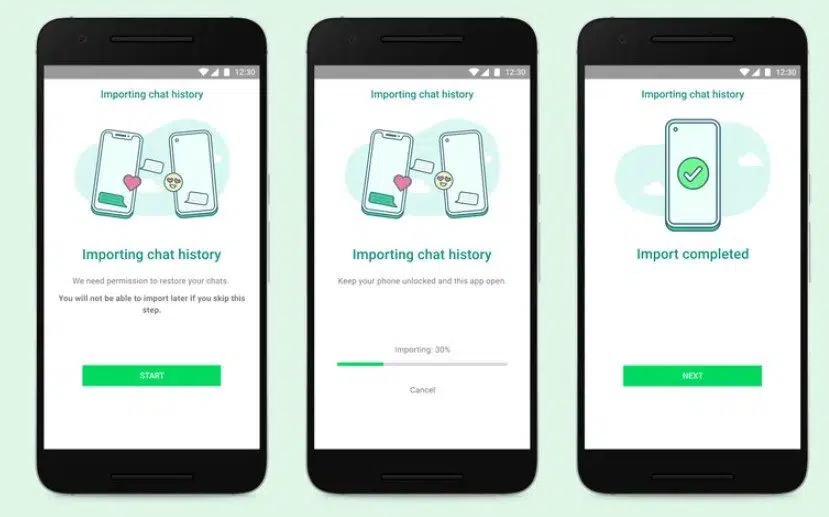 12:30
Importing chat history
Importing chat history
We need permission to restore your chats.
You will not be able to import later if you skip this
step.
START
12:30
Importing chat history
Importing chat history
Keep your phone unlocked and this app open.
Importing: 30%
Cancel
12:30
Importing chat history
Import completed
NEXT